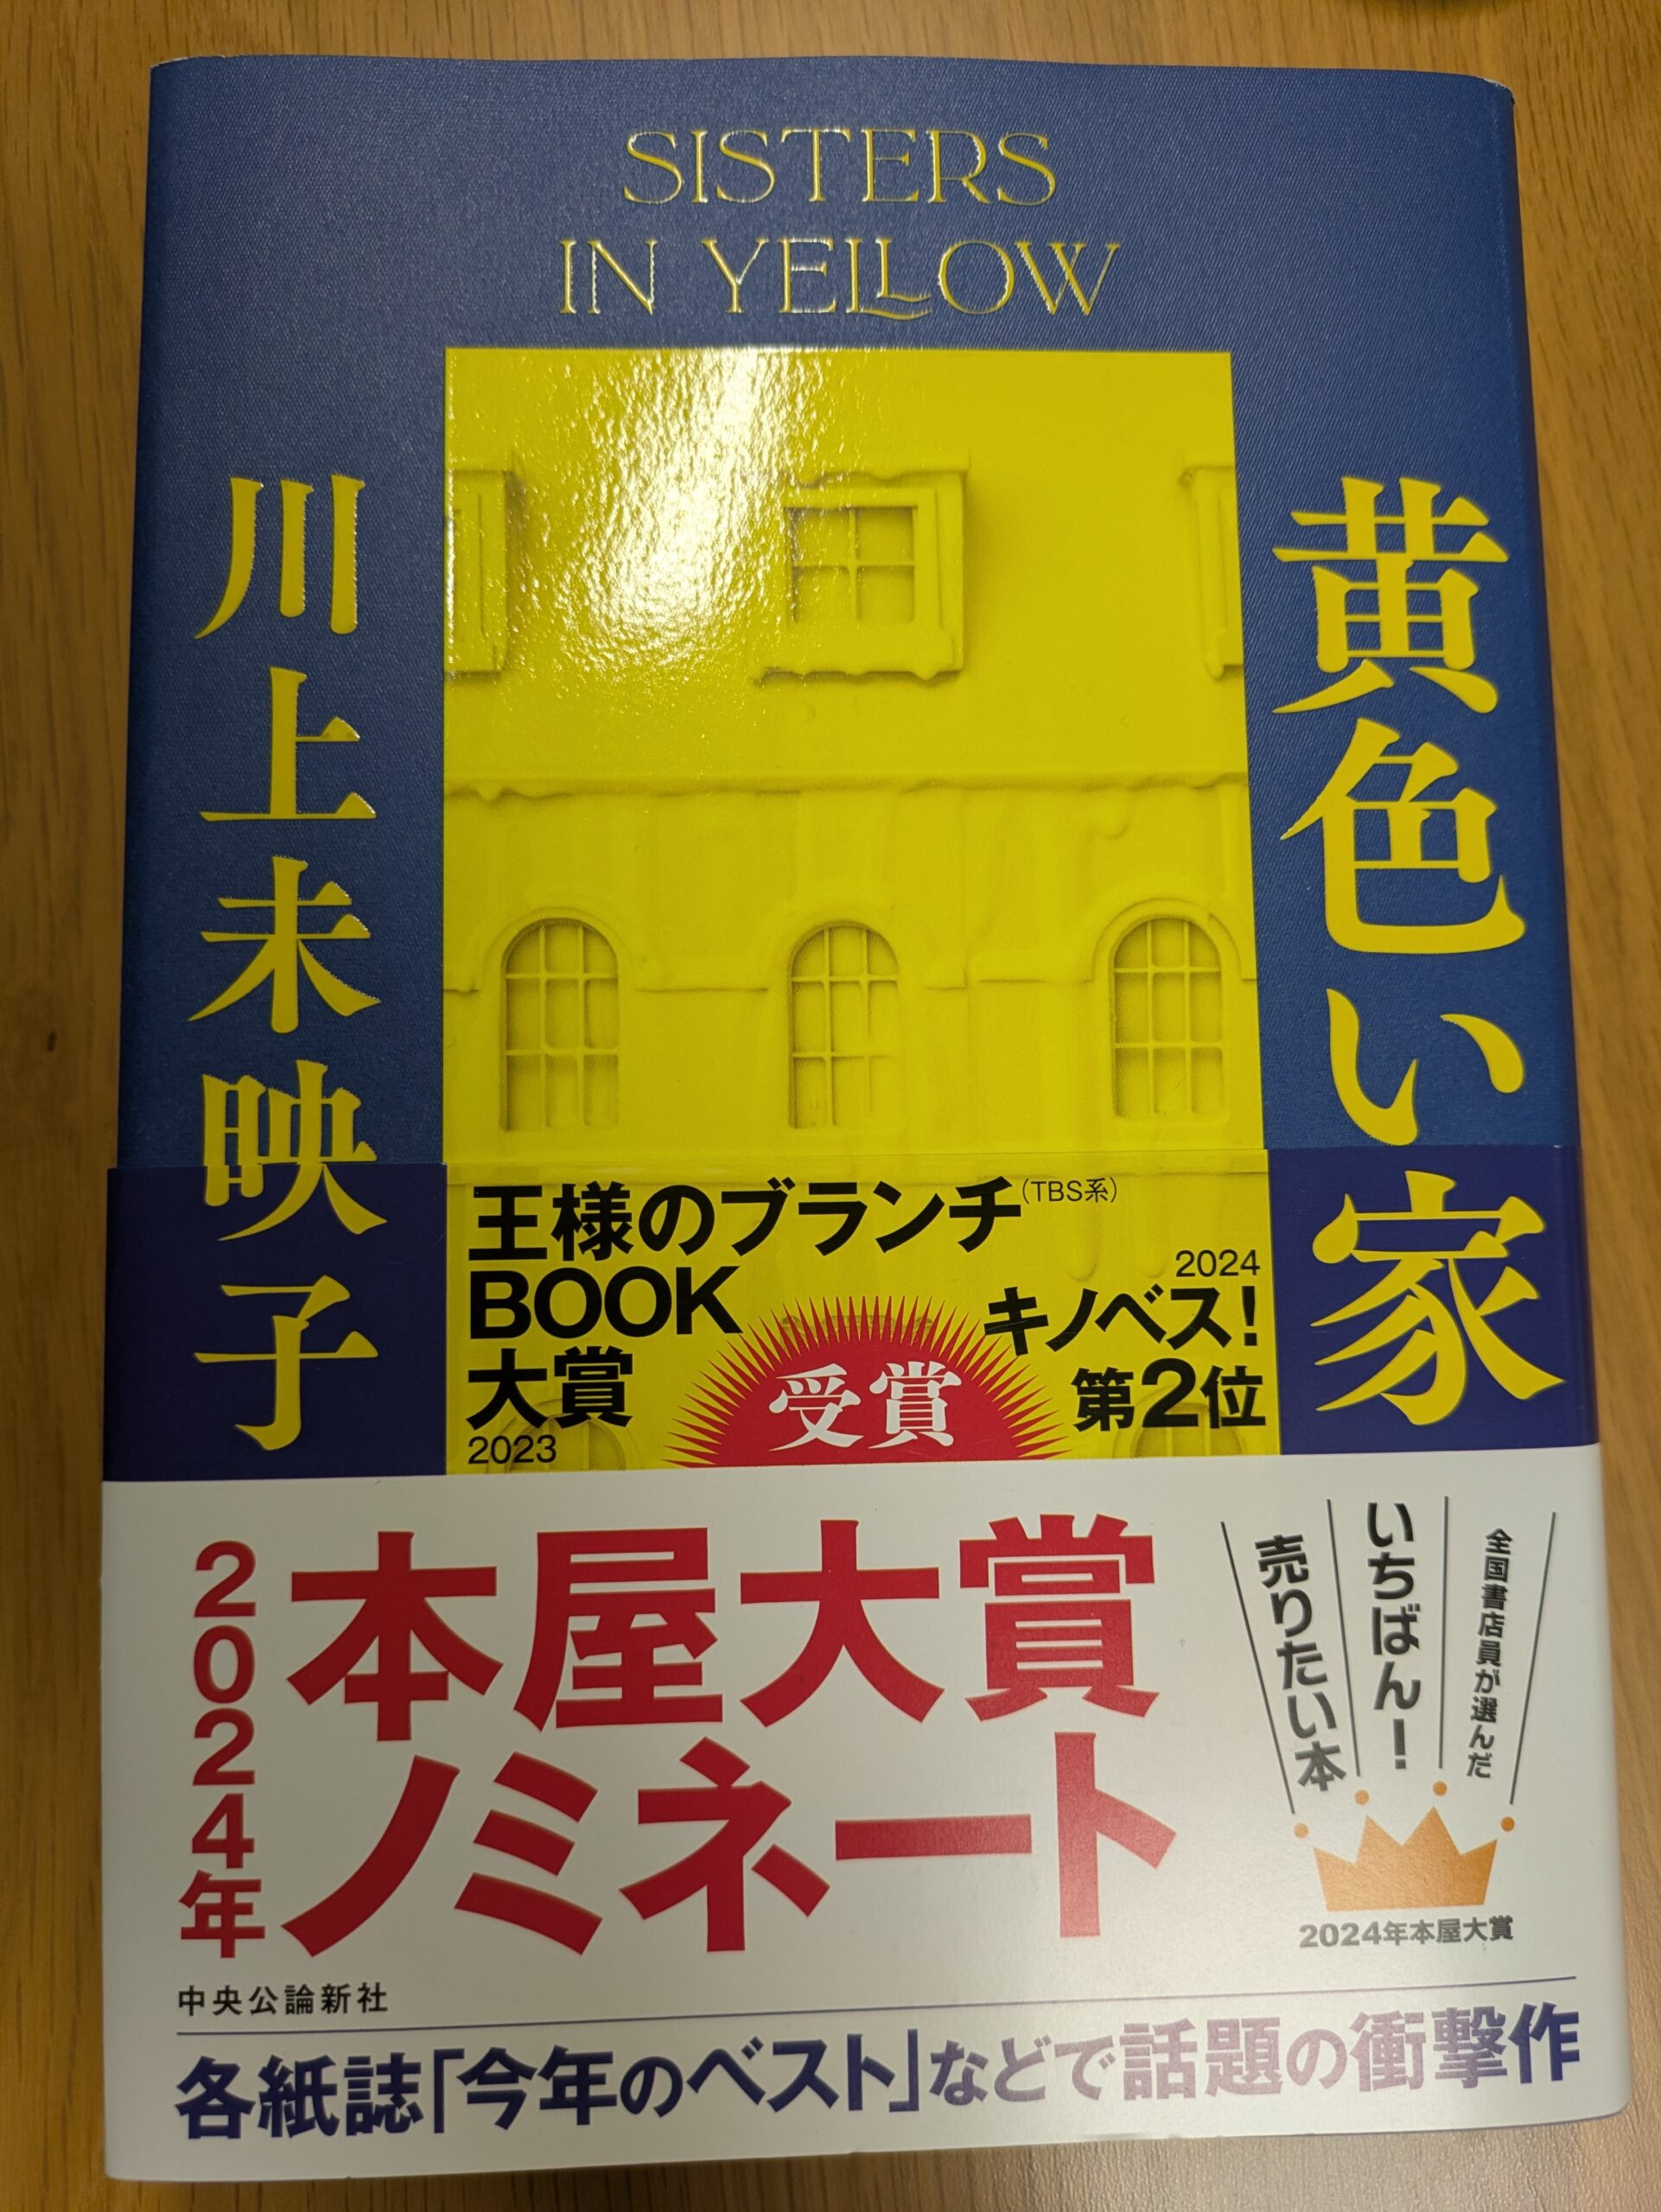 SISTERS
IN YELLOW
黄色い家
川上未映子
王様のブランチ(TBS系)
BOOK
大賞
2023
受賞
2024
キノベス!
第2位
2024年
本屋大賞
ノミネート
全国書店員が選んだ
いちばん!
売りたい本
2024年本屋大賞
中央公論新社
各紙誌「今年のベスト」などで話題の衝撃作